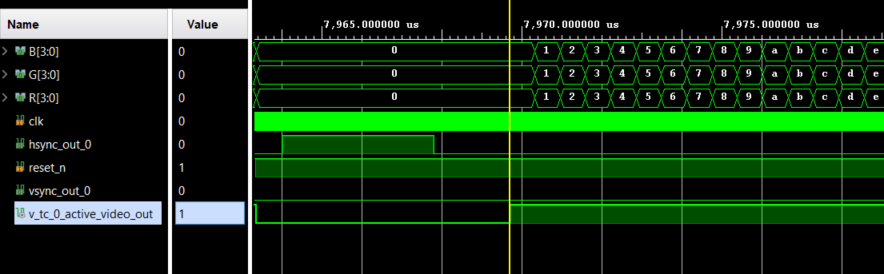 Name Value 7,965.000000 us 7,970.000000 us 7,975.000000 us
B[3:0] 0 0 1 2 3 4 5 6 7 8 9 a b c d e
G[3:0] 0 0 1 2 3 4 5 6 7 8 9 a b c d e
R[3:0] 0 0 1 2 3 4 5 6 7 8 9 a b c d e
clk 0
hsync_out_0 0
reset_n 1
vsync_out_0 0
v_tc_0_active_video_out 1